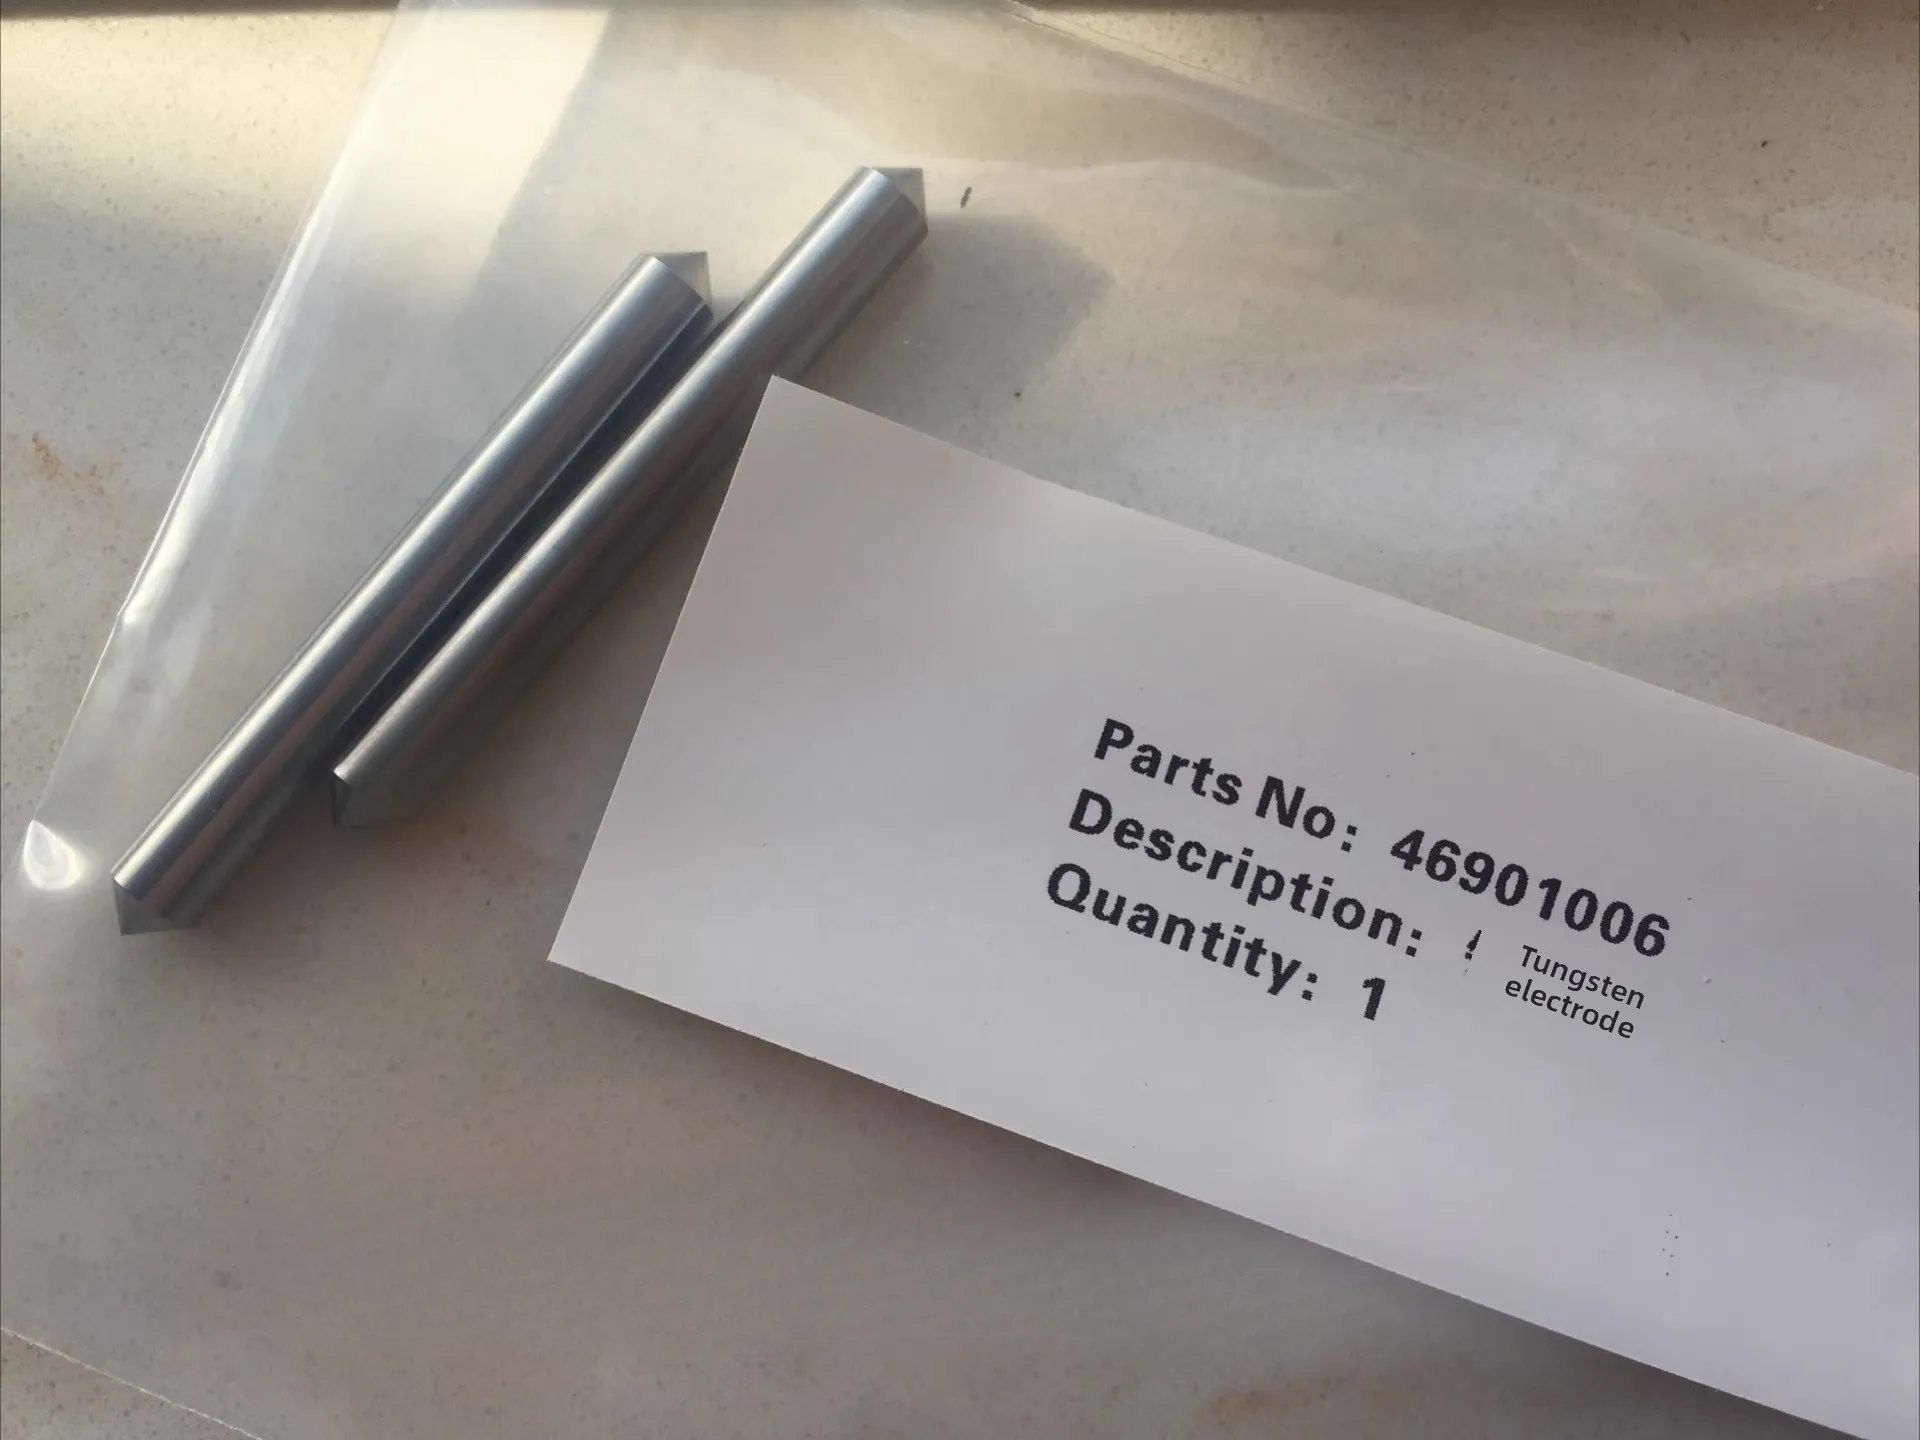 Parts No: 46901006
Description: Tungsten
electrode
Quantity: 1